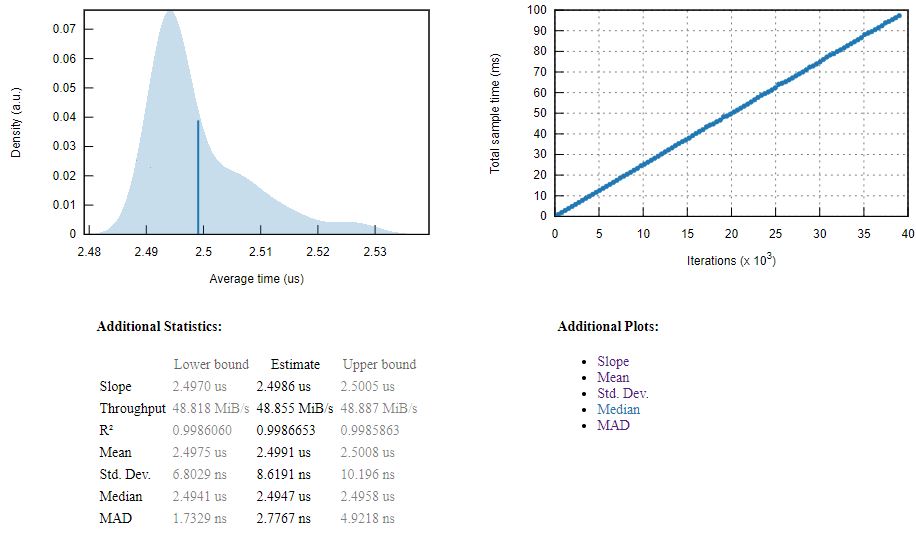 Density (a.u.)
0.07
0.06
0.05
0.04
0.03
0.02
0.01
0
2.48 2.49 2.5 2.51 2.52 2.53
Average time (us)
Total sample time (ms)
100
90
80
70
60
50
40
30
20
10
0
0 5 10 15 20 25 30 35 40
Iterations (x 10³)
Additional Statistics:
Lower bound Estimate Upper bound
Slope 2.4970 us 2.4986 us 2.5005 us
Throughput 48.818 MiB/s 48.855 MiB/s 48.887 MiB/s
R² 0.9986060 0.9986653 0.9985863
Mean 2.4975 us 2.4991 us 2.5008 us
Std. Dev. 6.8029 ns 8.6191 ns 10.196 ns
Median 2.4941 us 2.4947 us 2.4958 us
MAD 1.7329 ns 2.7767 ns 4.9218 ns
Additional Plots:
• Slope
• Mean
• Std. Dev.
• Median
• MAD